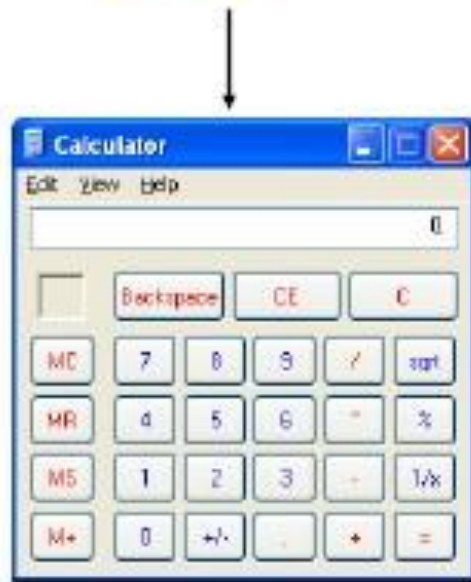 Calculator
Edit View Help
0.
Backspace CE C
MC 7 8 9 / sqrt
MR 4 5 6 * %
MS 1 2 3 - 1/x
M+ 0 +/- . + =